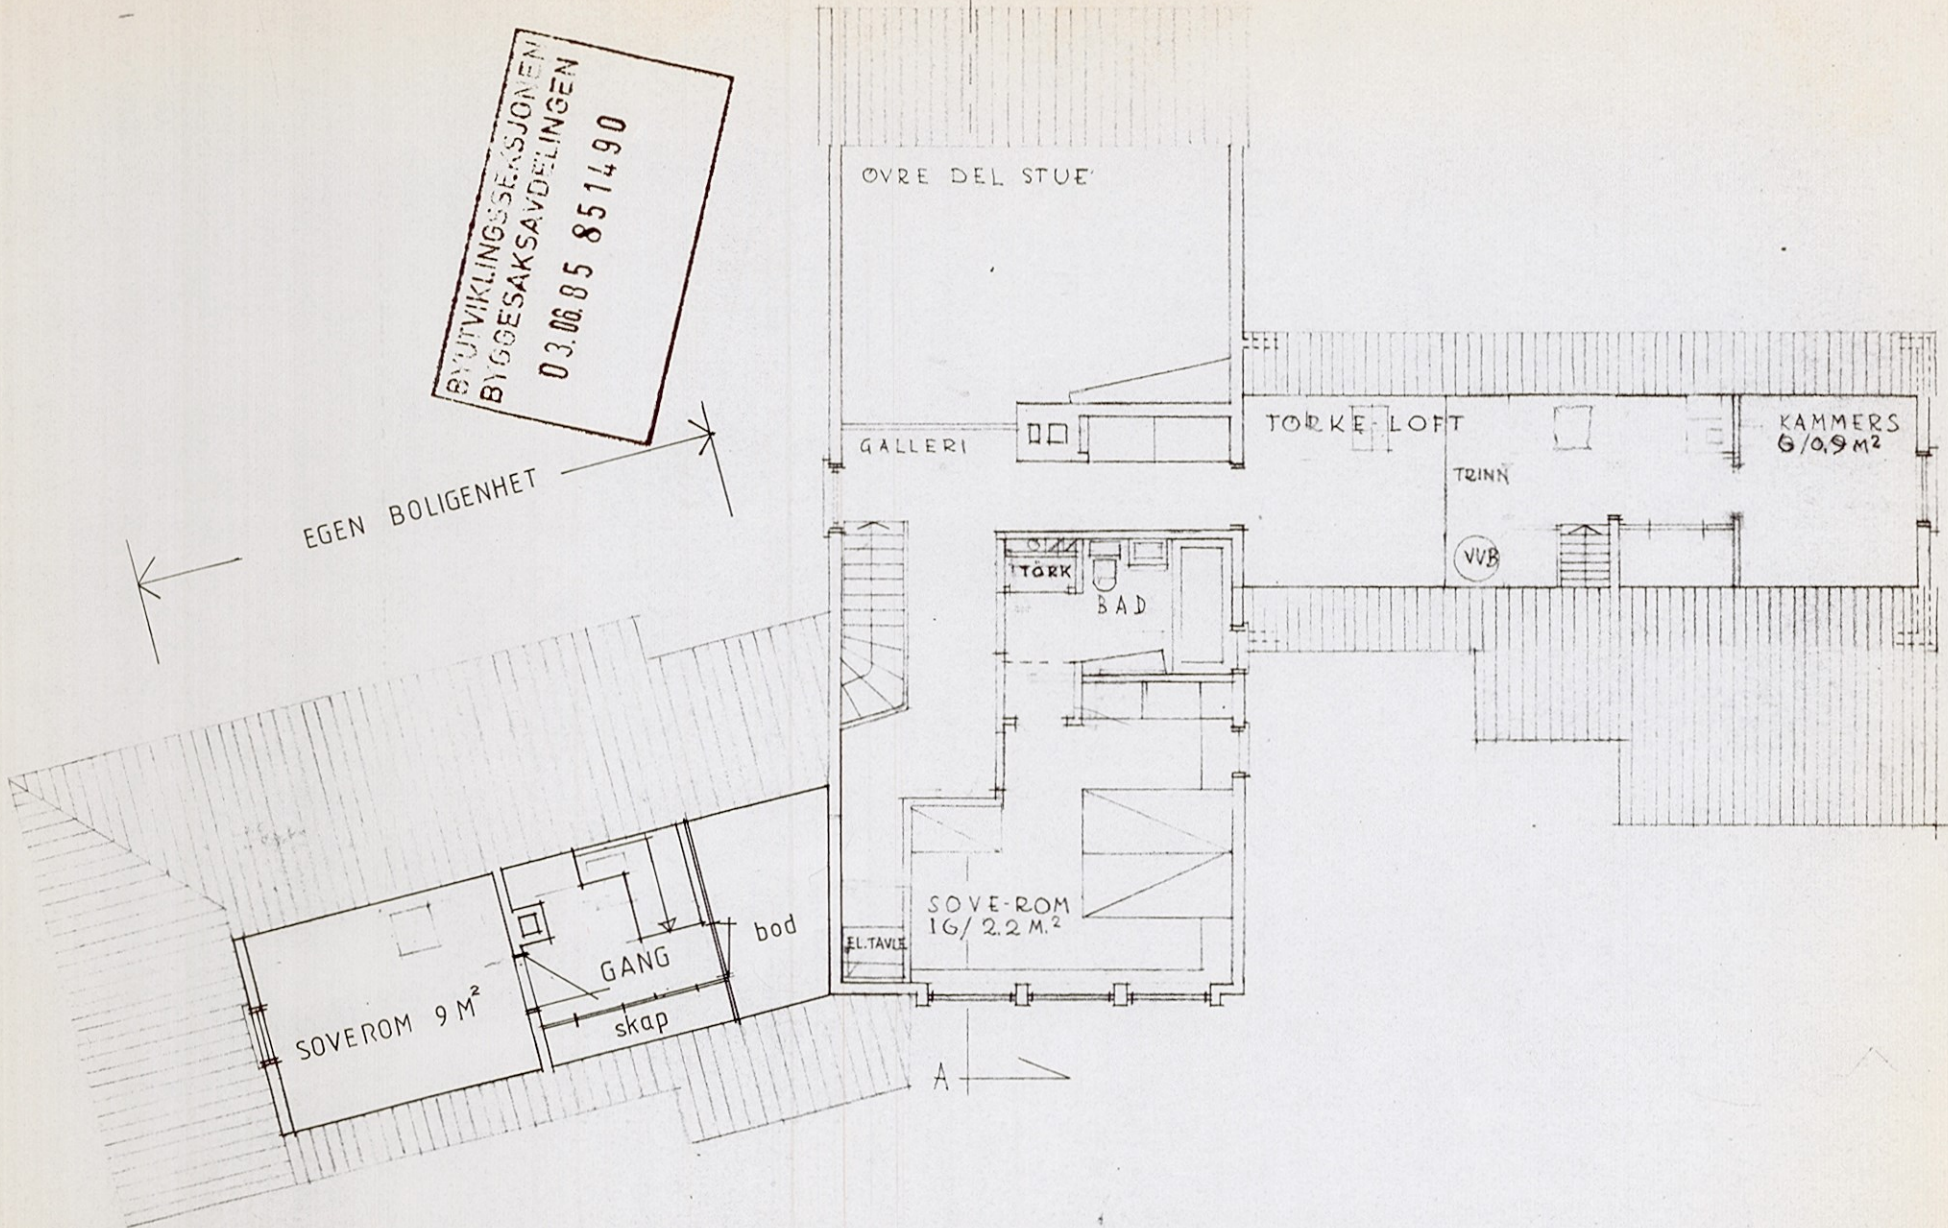 BYUTVIKLINGSSEKSJONEN
BYGGESAKSAVDELINGEN
03.06.85 851490
EGEN BOLIGENHET
OVRE DEL STUE
GALLERI
TØRKE LOFT
TRINN
VVB
KAMMERS
6/0,9 M²
TØRK
BAD
SOVE-ROM
16/ 2.2 M.²
EL.TAVLE
bod
GANG
skap
SOVEROM 9 M²
A